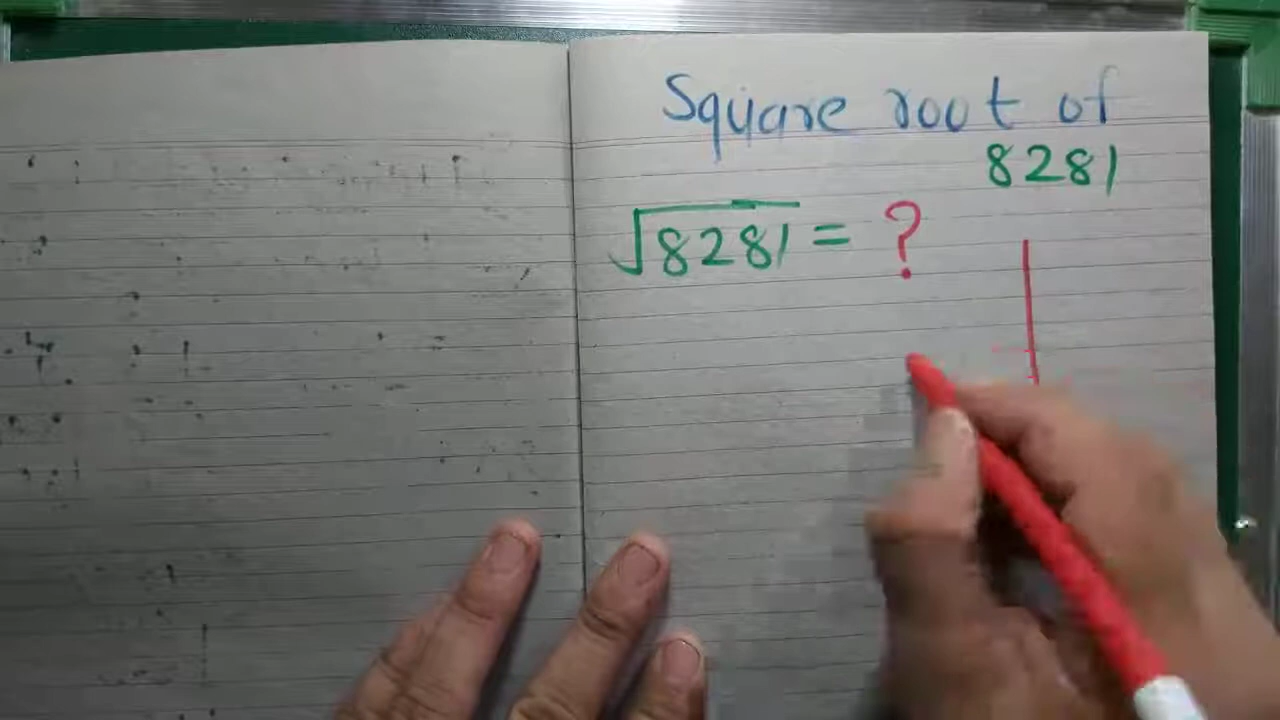 Square root of
8281
√8281 = ?